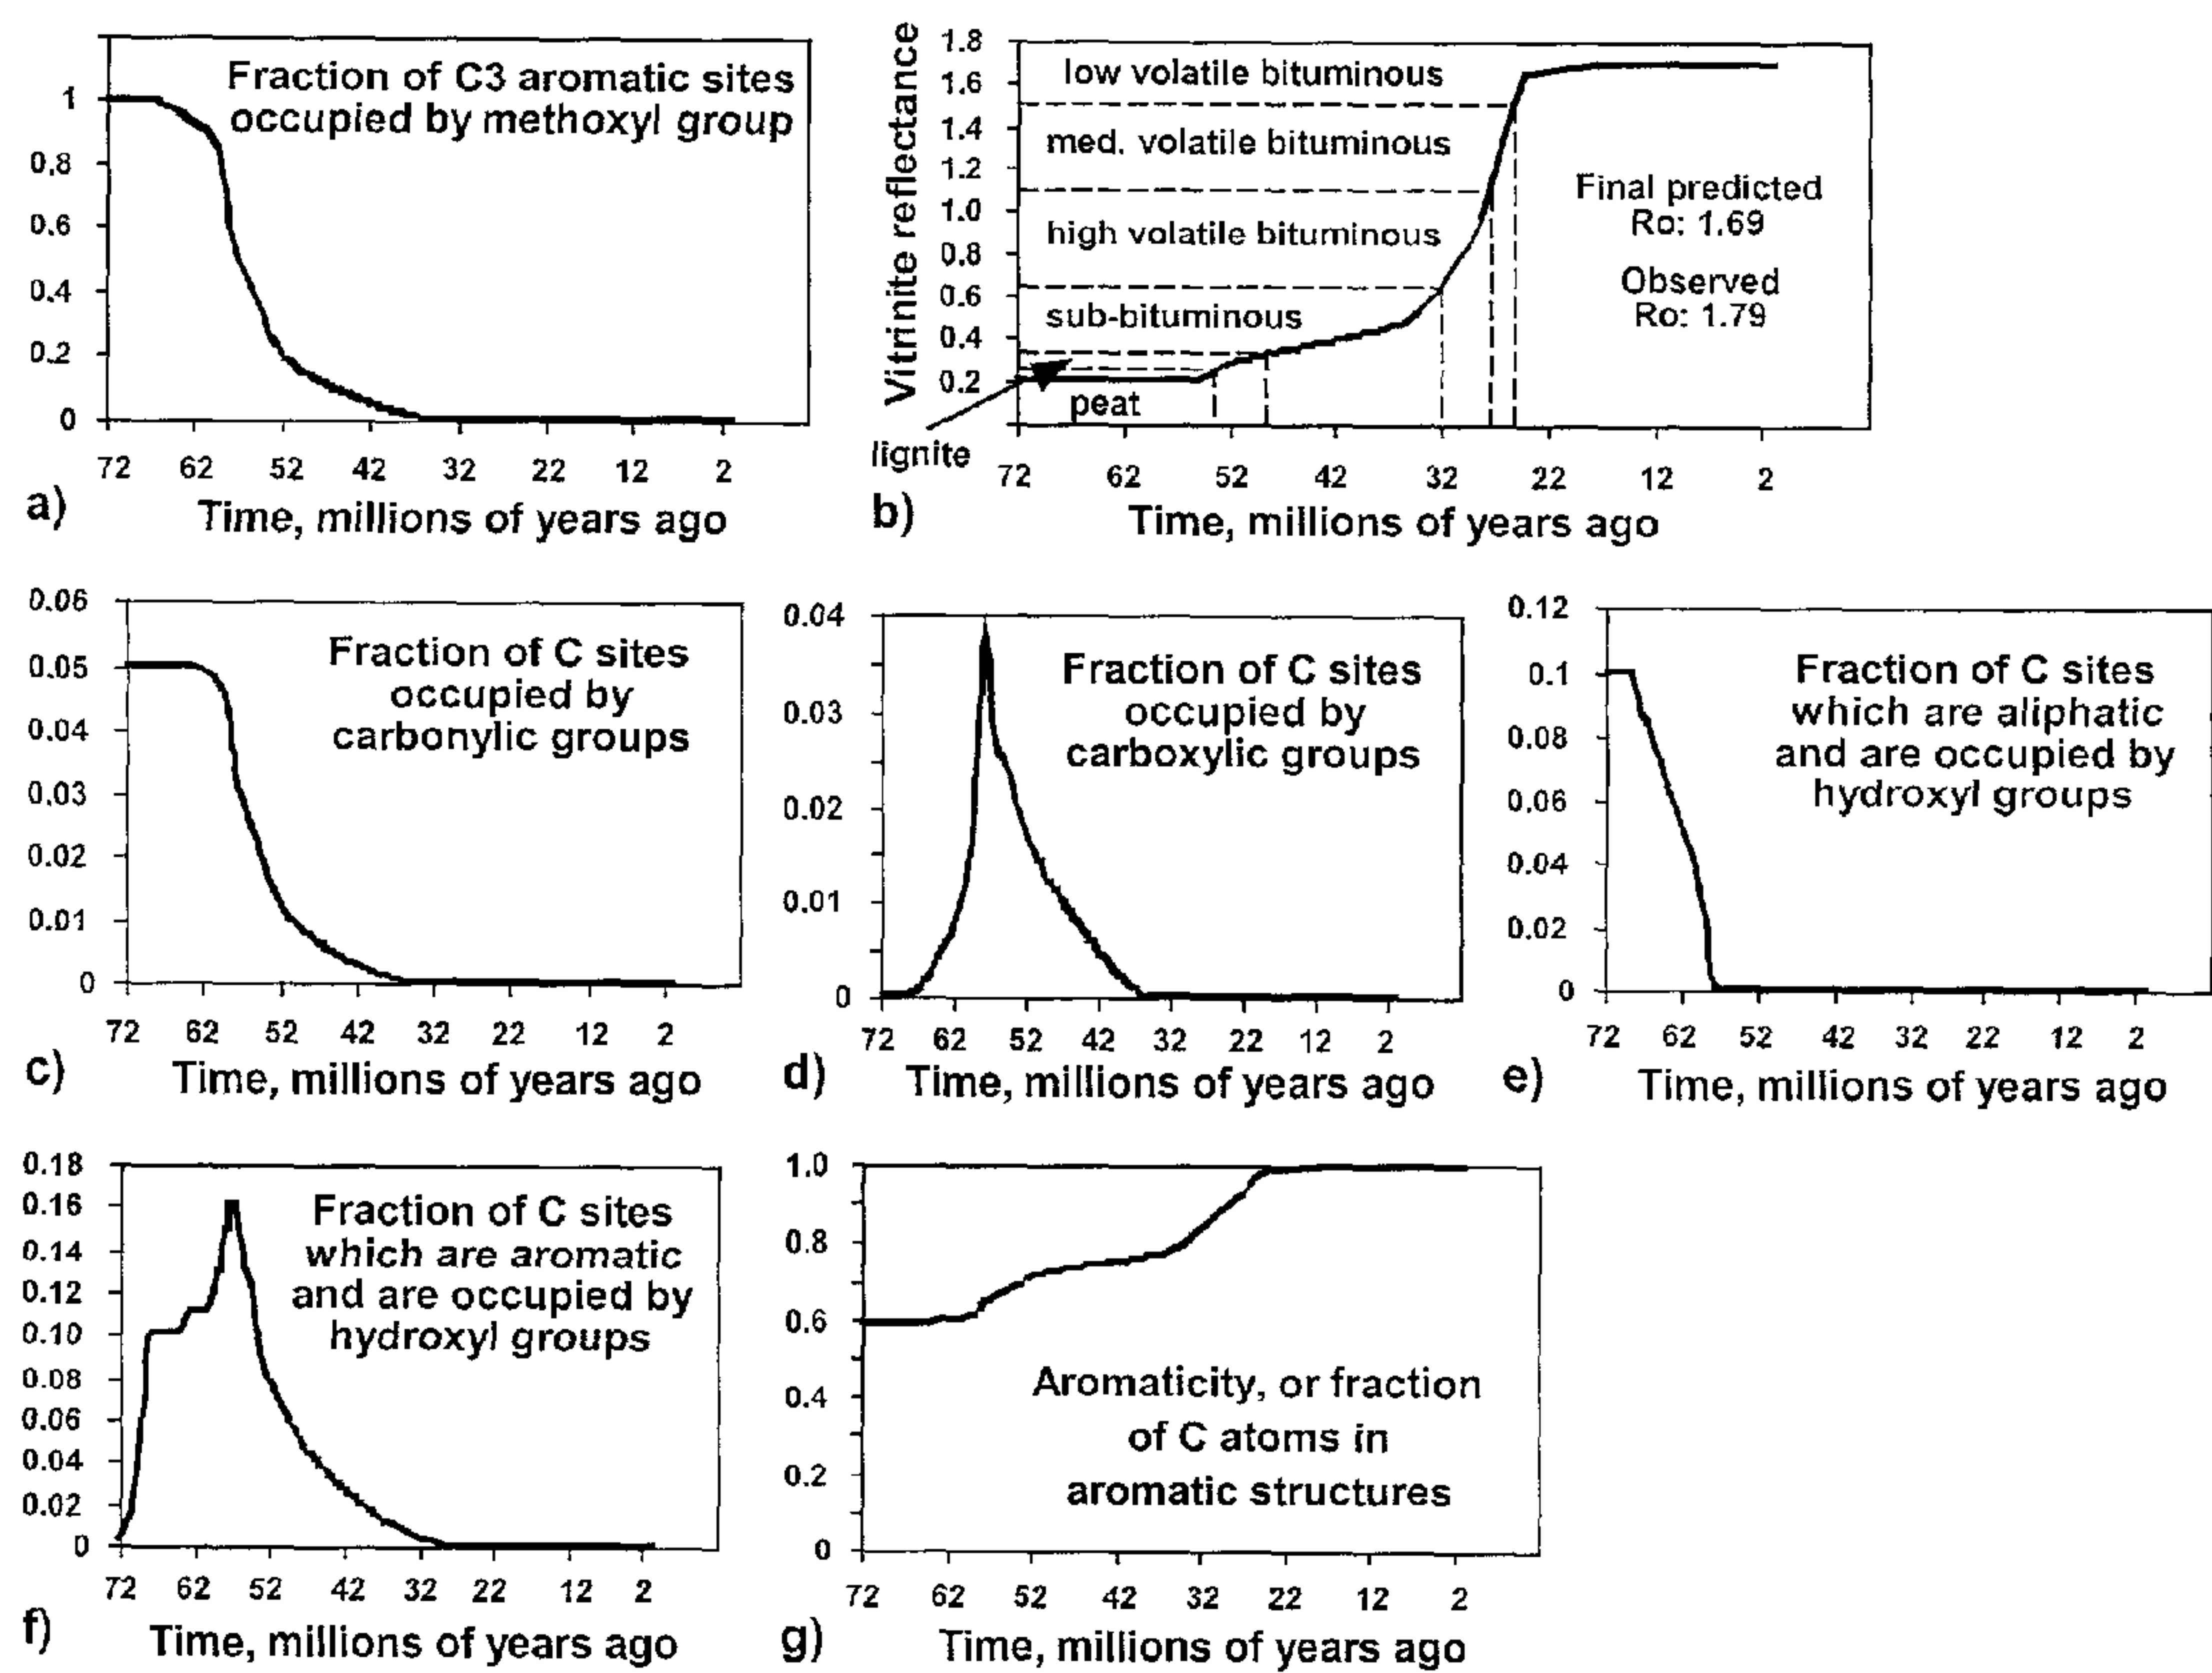 Fraction of C3 aromatic sites
occupied by methoxyl group
1
0.8
0.6
0.4
0.2
0
72 62 52 42 32 22 12 2
a)
Time, millions of years ago
Vitrinite reflectance
1.8
1.6
1.4
1.2
1.0
0.8
0.6
0.4
0.2
low volatile bituminous
med. volatile bituminous
high volatile bituminous
sub-bituminous
peat
lignite
Final predicted
Ro: 1.69
Observed
Ro: 1.79
72 62 52 42 32 22 12 2
b)
Time, millions of years ago
0.06
0.05
0.04
0.03
0.02
0.01
0
Fraction of C sites
occupied by
carbonylic groups
72 62 52 42 32 22 12 2
c)
Time, millions of years ago
0.04
0.03
0.02
0.01
0
Fraction of C sites
occupied by
carboxylic groups
72 62 52 42 32 22 12 2
d)
Time, millions of years ago
0.12
0.1
0.08
0.06
0.04
0.02
0
Fraction of C sites
which are aliphatic
and are occupied by
hydroxyl groups
72 62 52 42 32 22 12 2
e)
Time, millions of years ago
0.18
0.16
0.14
0.12
0.10
0.08
0.06
0.04
0.02
0
Fraction of C sites
which are aromatic
and are occupied by
hydroxyl groups
72 62 52 42 32 22 12 2
f)
Time, millions of years ago
1.0
0.8
0.6
0.4
0.2
0
Aromaticity, or fraction
of C atoms in
aromatic structures
72 62 52 42 32 22 12 2
g)
Time, millions of years ago